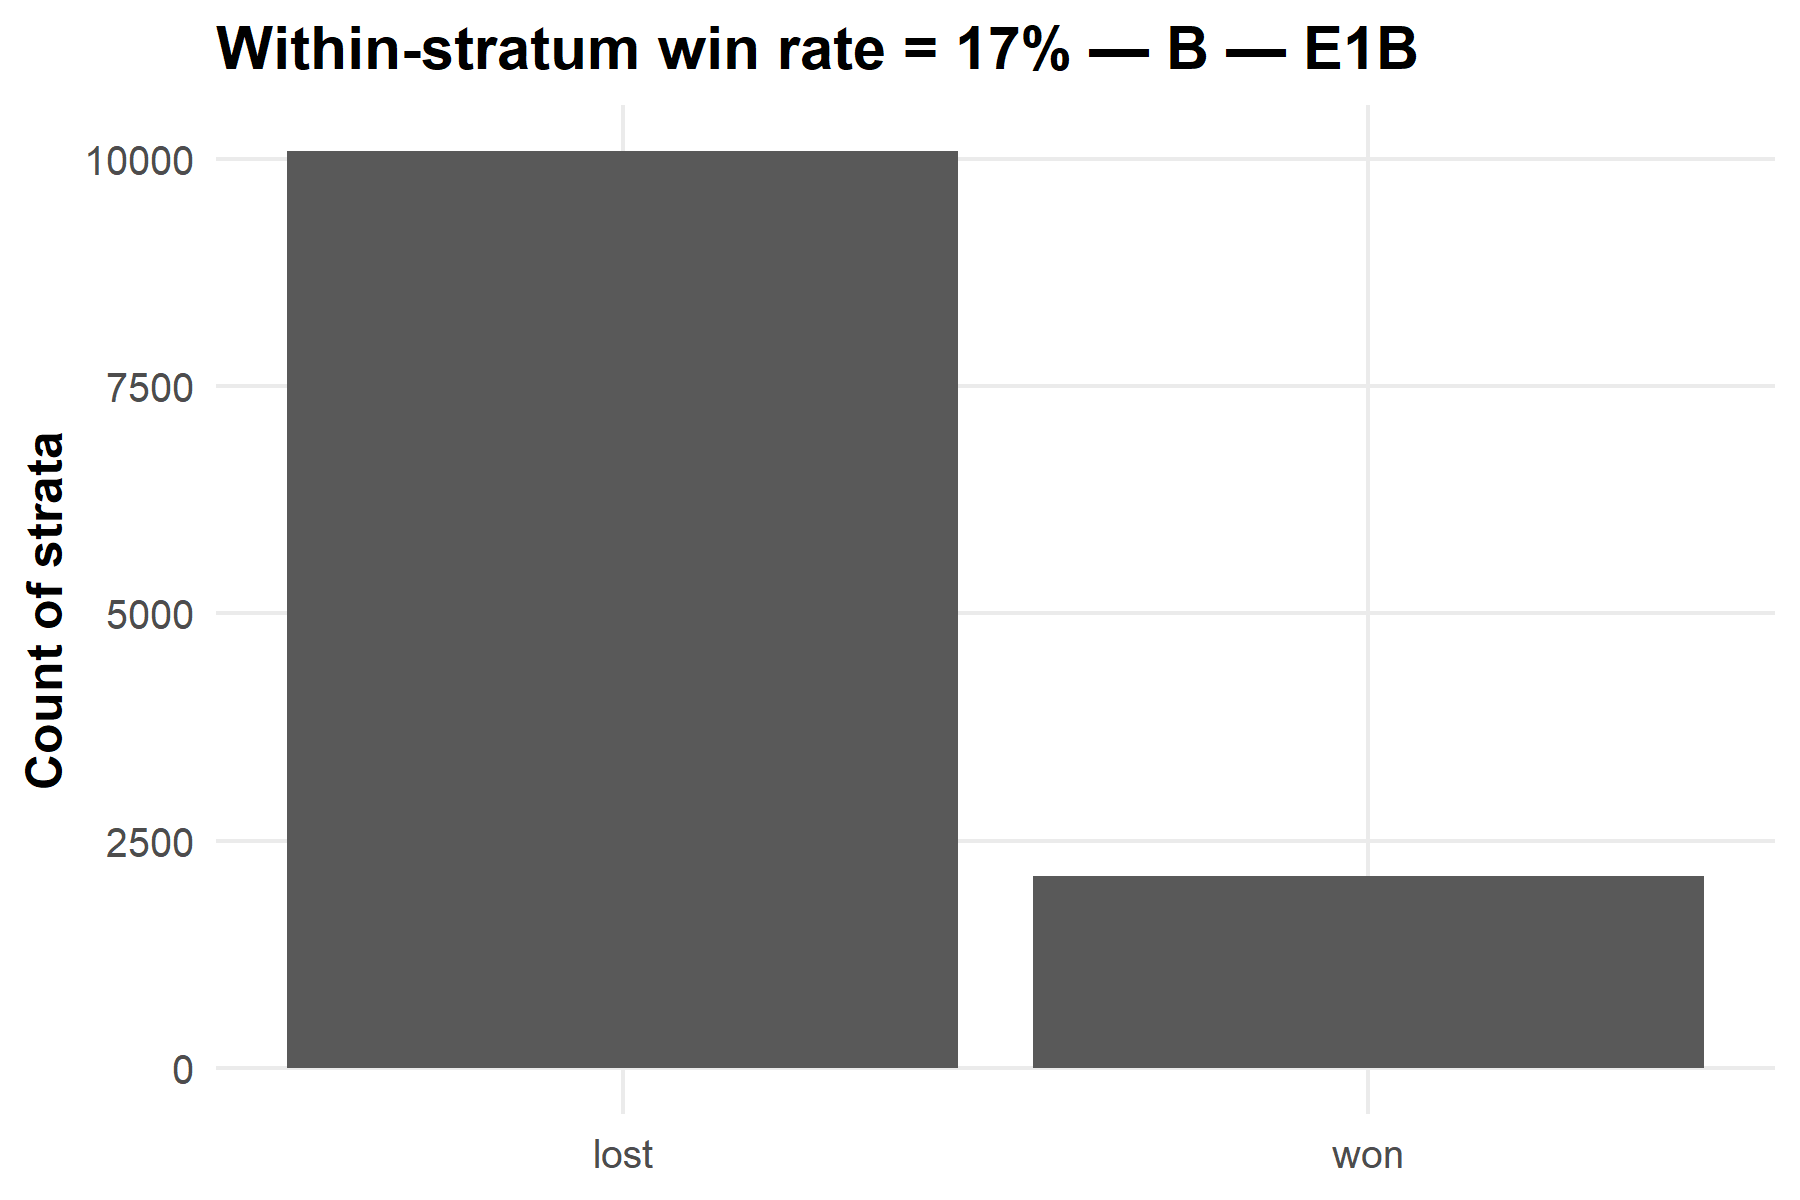 Within-stratum win rate = 17% — B — E1B
Count of strata
10000
7500
5000
2500
0
lost
won